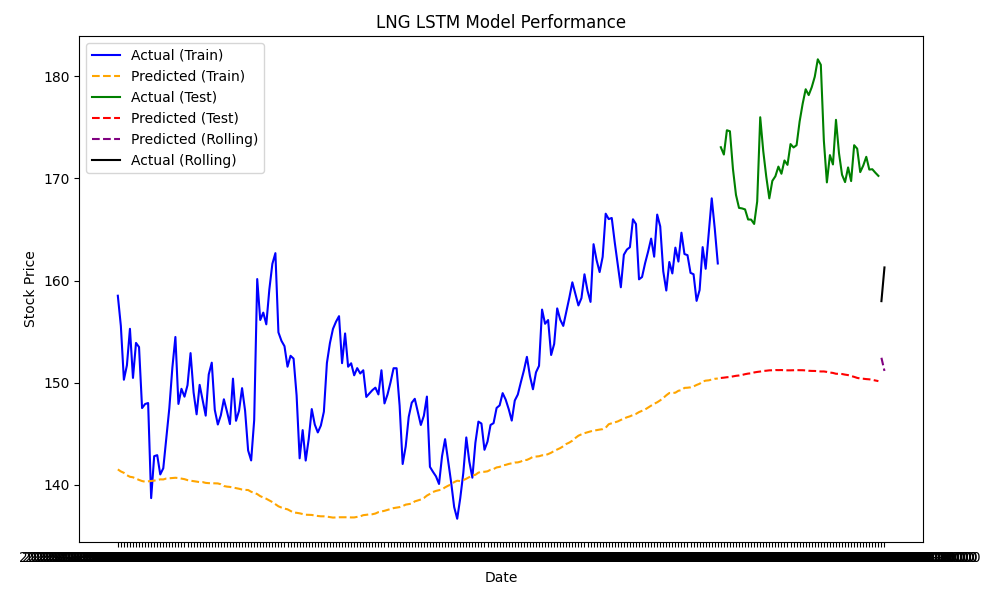 LNG LSTM Model Performance
Actual (Train)
Predicted (Train)
Actual (Test)
Predicted (Test)
Predicted (Rolling)
Actual (Rolling)
180
170
160
150
140
Stock Price
Date